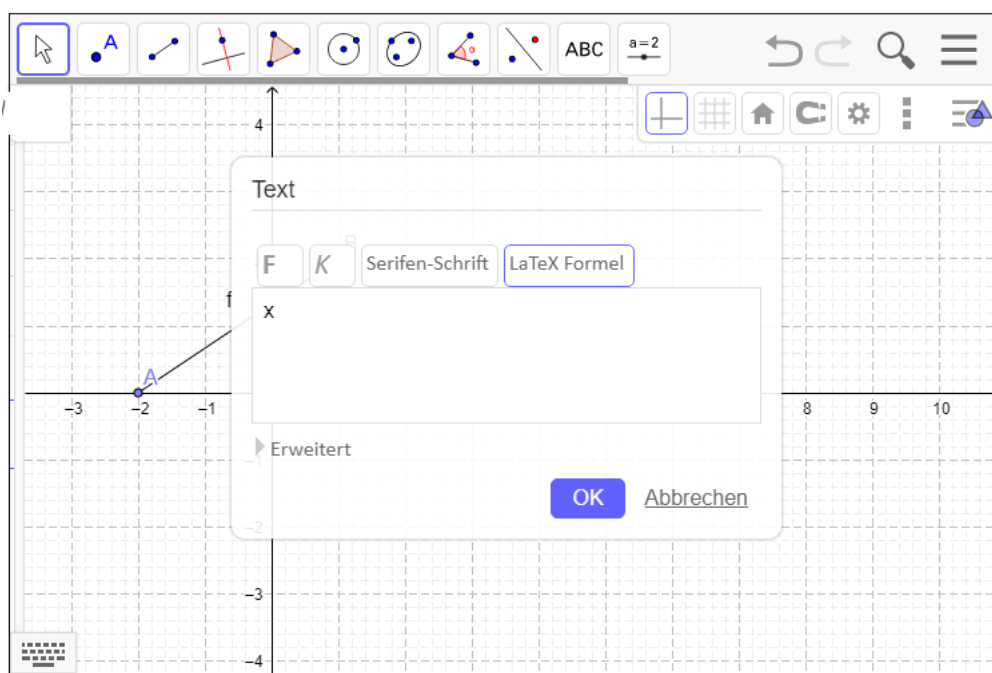 A α ABC a=2
4
Text
B
F K Serifen-Schrift LaTeX Formel
f x
A
–3 –2 –1 8 9 10
Erweitert
–1
OK Abbrechen
–2
–3
–4